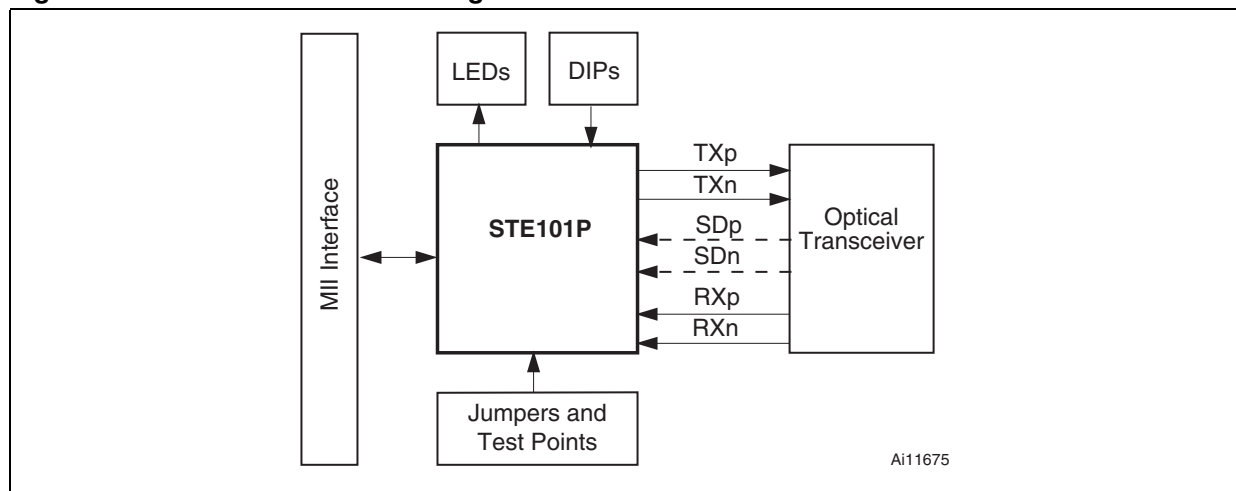 LEDs
DIPs
MII Interface
STE101P
TXp
TXn
SDp
SDn
RXp
RXn
Optical
Transceiver
Jumpers and
Test Points
Ai11675